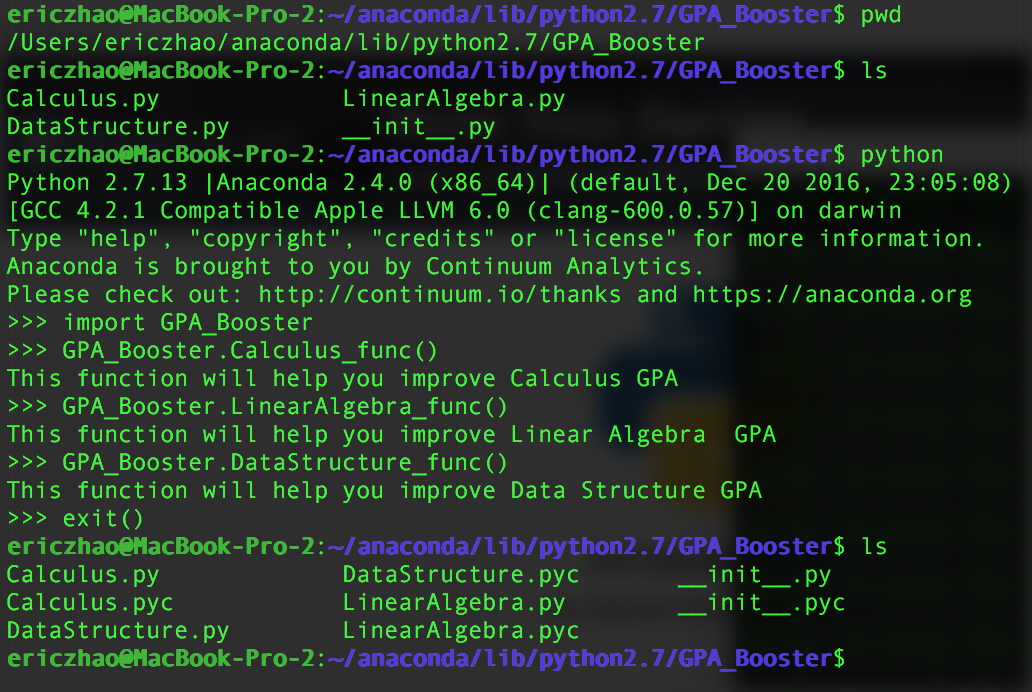 ericzhao@MacBook-Pro-2:~/anaconda/lib/python2.7/GPA_Booster$ pwd
/Users/ericzhao/anaconda/lib/python2.7/GPA_Booster
ericzhao@MacBook-Pro-2:~/anaconda/lib/python2.7/GPA_Booster$ ls
Calculus.py             LinearAlgebra.py
DataStructure.py        __init__.py
ericzhao@MacBook-Pro-2:~/anaconda/lib/python2.7/GPA_Booster$ python
Python 2.7.13 |Anaconda 2.4.0 (x86_64)| (default, Dec 20 2016, 23:05:08)
[GCC 4.2.1 Compatible Apple LLVM 6.0 (clang-600.0.57)] on darwin
Type "help", "copyright", "credits" or "license" for more information.
Anaconda is brought to you by Continuum Analytics.
Please check out: http://continuum.io/thanks and https://anaconda.org
>>> import GPA_Booster
>>> GPA_Booster.Calculus_func()
This function will help you improve Calculus GPA
>>> GPA_Booster.LinearAlgebra_func()
This function will help you improve Linear Algebra  GPA
>>> GPA_Booster.DataStructure_func()
This function will help you improve Data Structure GPA
>>> exit()
ericzhao@MacBook-Pro-2:~/anaconda/lib/python2.7/GPA_Booster$ ls
Calculus.py             DataStructure.pyc       __init__.py
Calculus.pyc            LinearAlgebra.py        __init__.pyc
DataStructure.py        LinearAlgebra.pyc
ericzhao@MacBook-Pro-2:~/anaconda/lib/python2.7/GPA_Booster$